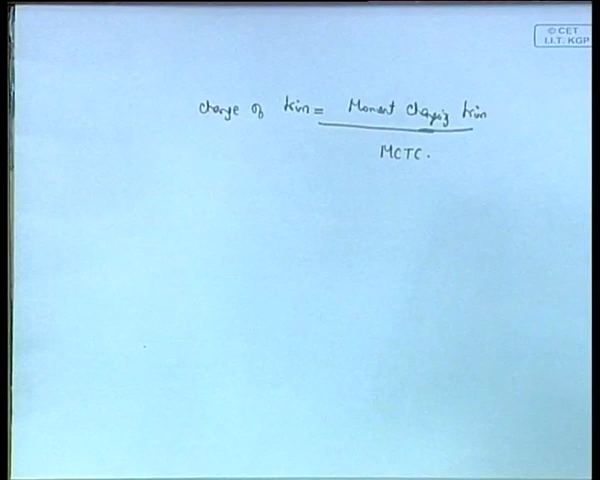 © CET
I.I.T. KGP
change of trim = Moment changing trim
MCTC.